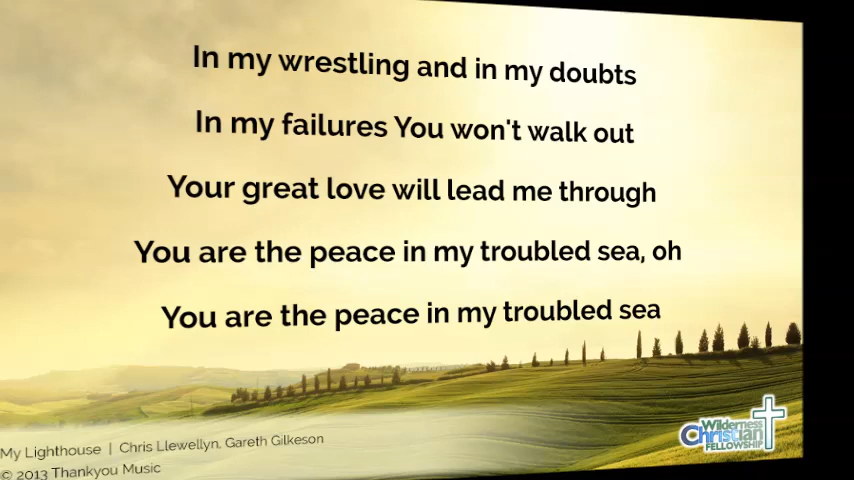 In my wrestling and in my doubts
In my failures You won't walk out
Your great love will lead me through
You are the peace in my troubled sea, oh
You are the peace in my troubled sea
My Lighthouse | Chris Llewellyn, Gareth Gilkeson
© 2013 Thankyou Music
Wilderness
Christian
FELLOWSHIP